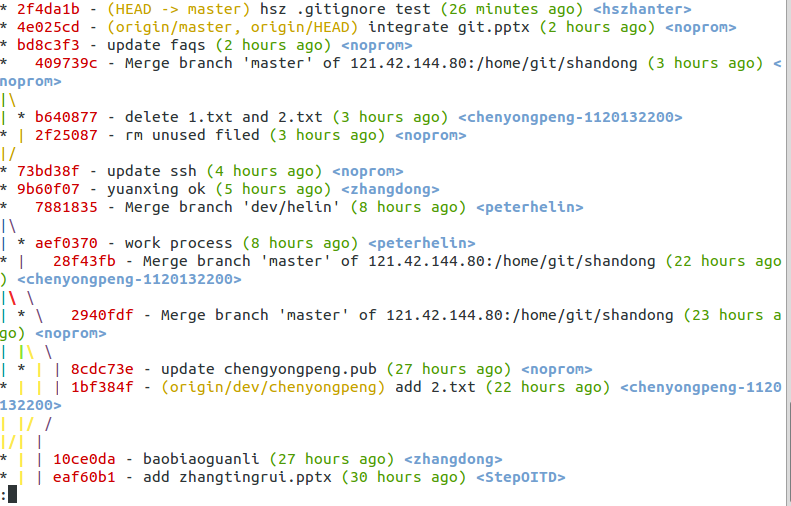 * 2f4da1b - (HEAD -> master) hsz .gitignore test (26 minutes ago) <hszhanter>
* 4e025cd - (origin/master, origin/HEAD) integrate git.pptx (2 hours ago) <noprom>
* bd8c3f3 - update faqs (2 hours ago) <noprom>
*   409739c - Merge branch 'master' of 121.42.144.80:/home/git/shandong (3 hours ago) <
noprom>
|\
| * b640877 - delete 1.txt and 2.txt (3 hours ago) <chenyongpeng-1120132200>
* | 2f25087 - rm unused filed (3 hours ago) <noprom>
|/
* 73bd38f - update ssh (4 hours ago) <noprom>
* 9b60f07 - yuanxing ok (5 hours ago) <zhangdong>
*   7881835 - Merge branch 'dev/helin' (8 hours ago) <peterhelin>
|\
| * aef0370 - work process (8 hours ago) <peterhelin>
* |   28f43fb - Merge branch 'master' of 121.42.144.80:/home/git/shandong (22 hours ago
) <chenyongpeng-1120132200>
|\ \
| * \   2940fdf - Merge branch 'master' of 121.42.144.80:/home/git/shandong (23 hours a
go) <noprom>
| |\ \
| * | | 8cdc73e - update chengyongpeng.pub (27 hours ago) <noprom>
* | | | 1bf384f - (origin/dev/chenyongpeng) add 2.txt (22 hours ago) <chenyongpeng-1120
132200>
| |/ /
|/| |
* | | 10ce0da - baobiaoguanli (27 hours ago) <zhangdong>
* | | eaf60b1 - add zhangtingrui.pptx (30 hours ago) <StepOITD>
: